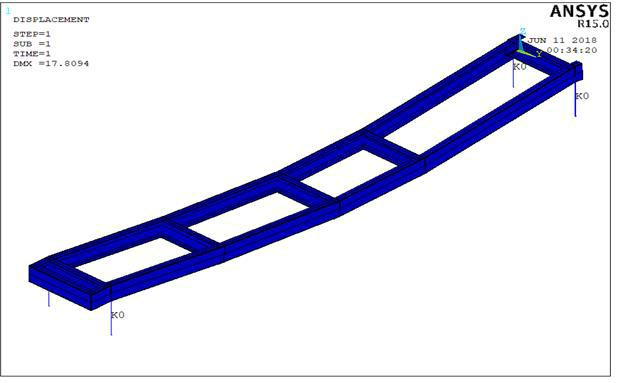 1
DISPLACEMENT
STEP=1
SUB =1
TIME=1
DMX =17.8094
ANSYS
R15.0
JUN 11 2018
00:34:20
Z
Y
K0
K0
K0